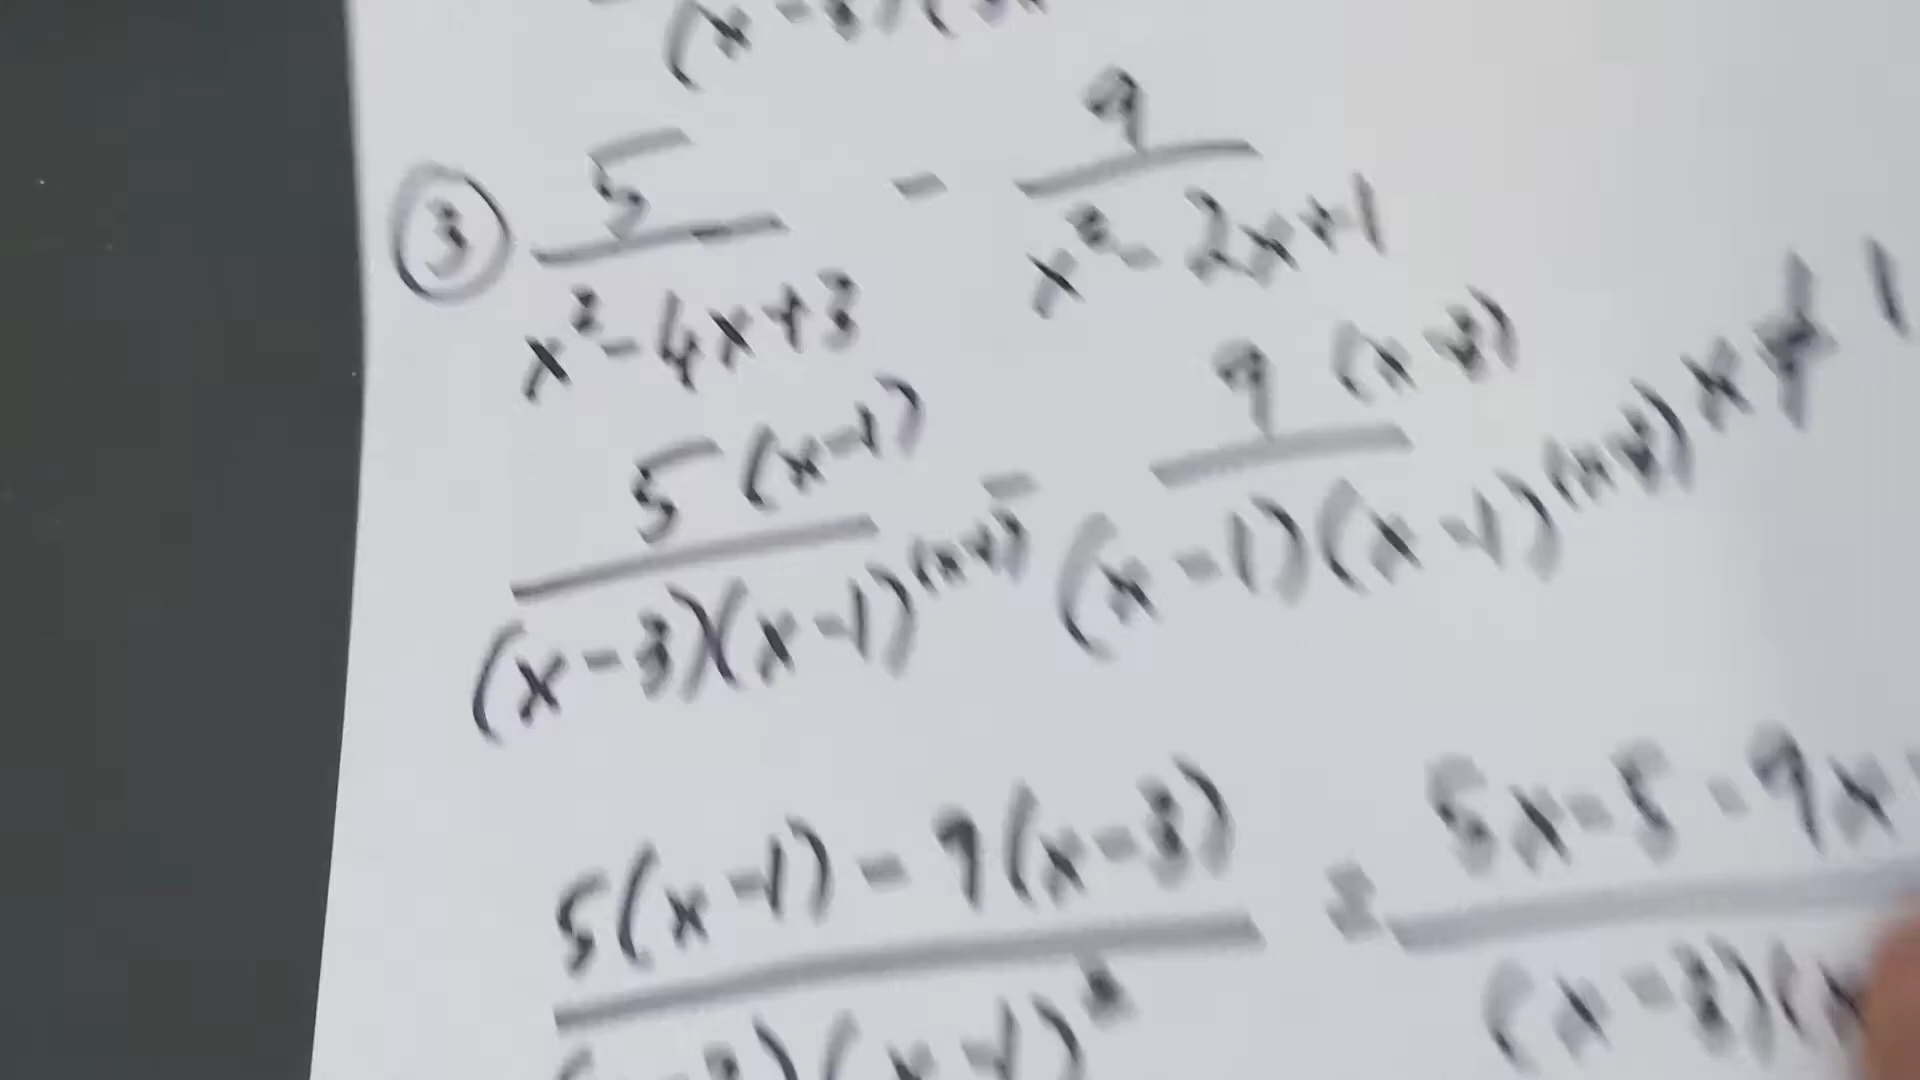 (x-3)(
③ 5/(x²-4x+3) - 9/(x²-2x+1)
5(x-1)/((x-3)(x-1)(x-1)) - 9(x-3)/((x-1)(x-1)(x-3)) x≠1
(5(x-1)-9(x-3))/((x-3)(x-1)²) = (5x-5-9x)/((x-3)(x